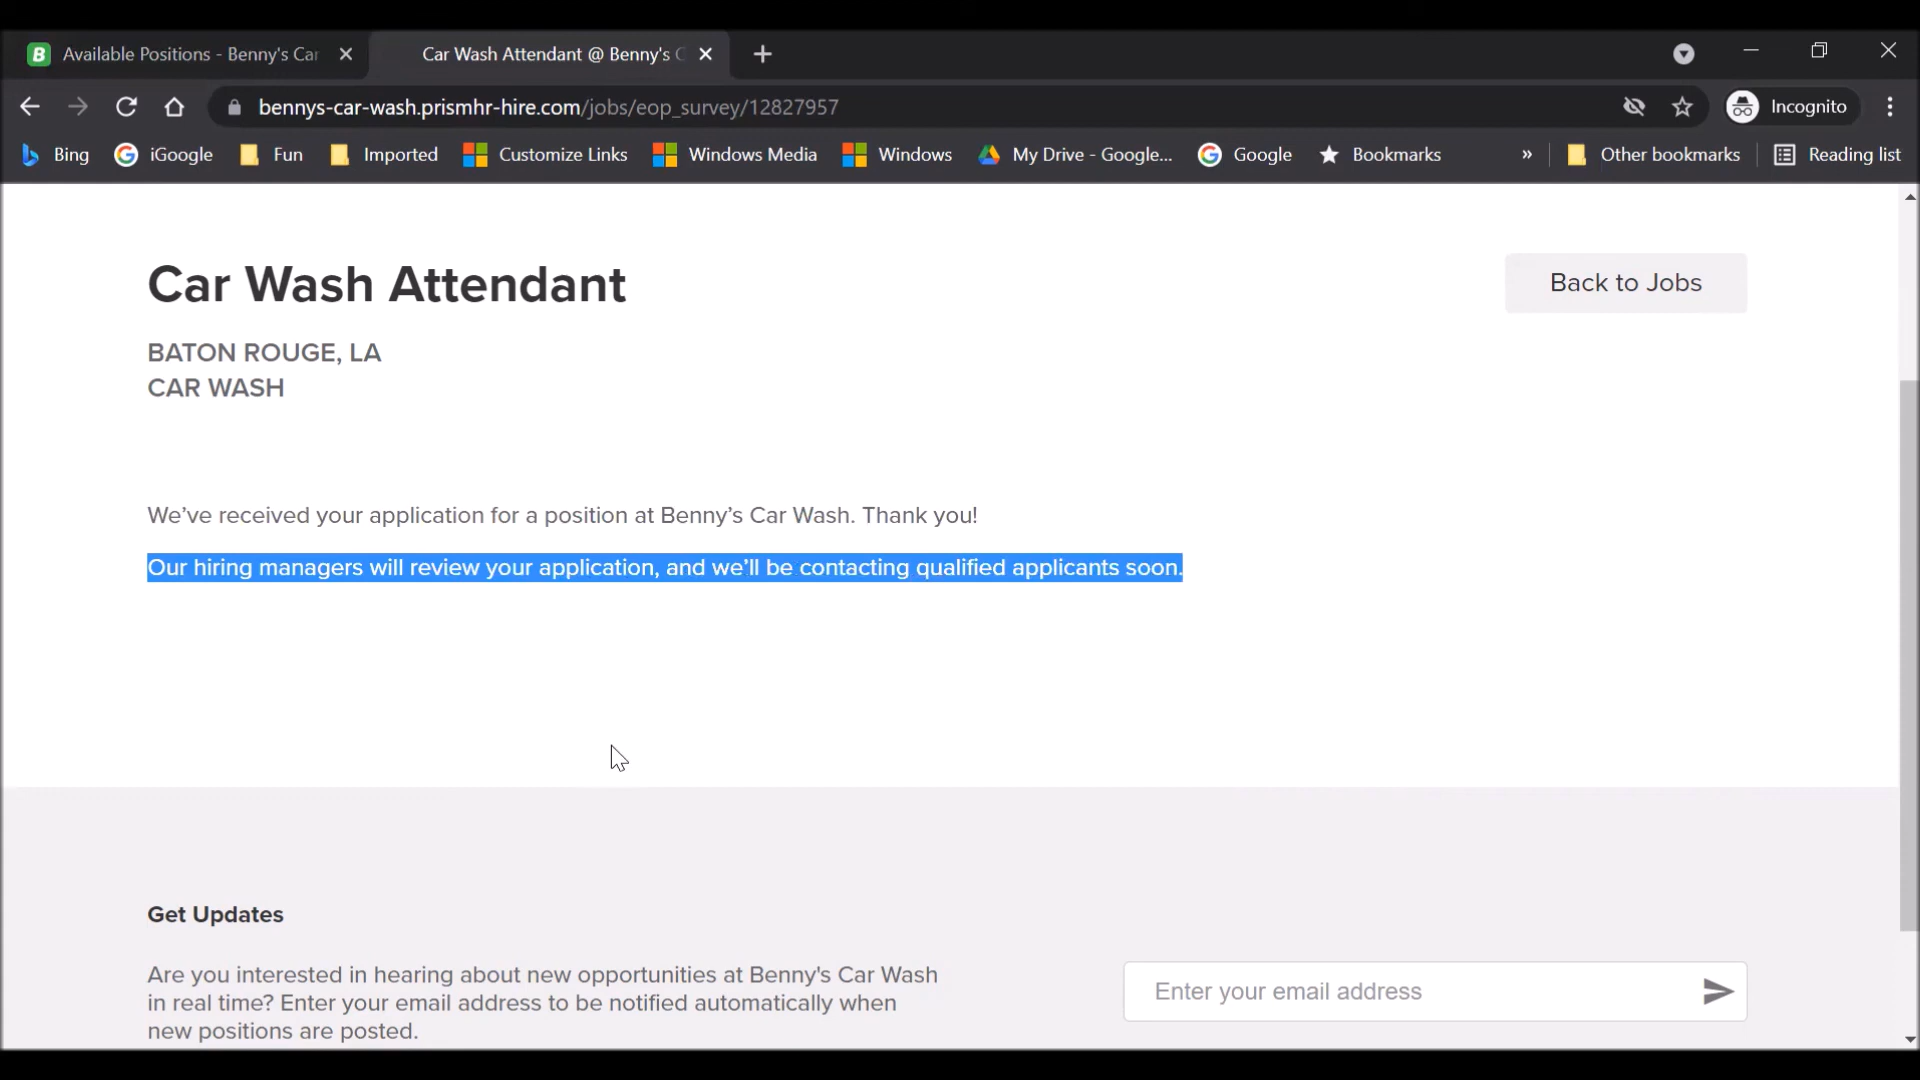 B Available Positions - Benny's Car
Car Wash Attendant @ Benny's C
bennys-car-wash.prismhr-hire.com/jobs/eop_survey/12827957
Incognito
Bing
iGoogle
Fun
Imported
Customize Links
Windows Media
Windows
My Drive - Google...
Google
Bookmarks
»
Other bookmarks
Reading list
Car Wash Attendant
Back to Jobs
BATON ROUGE, LA
CAR WASH
We’ve received your application for a position at Benny’s Car Wash. Thank you!
Our hiring managers will review your application, and we’ll be contacting qualified applicants soon.
Get Updates
Are you interested in hearing about new opportunities at Benny's Car Wash
in real time? Enter your email address to be notified automatically when
new positions are posted.
Enter your email address